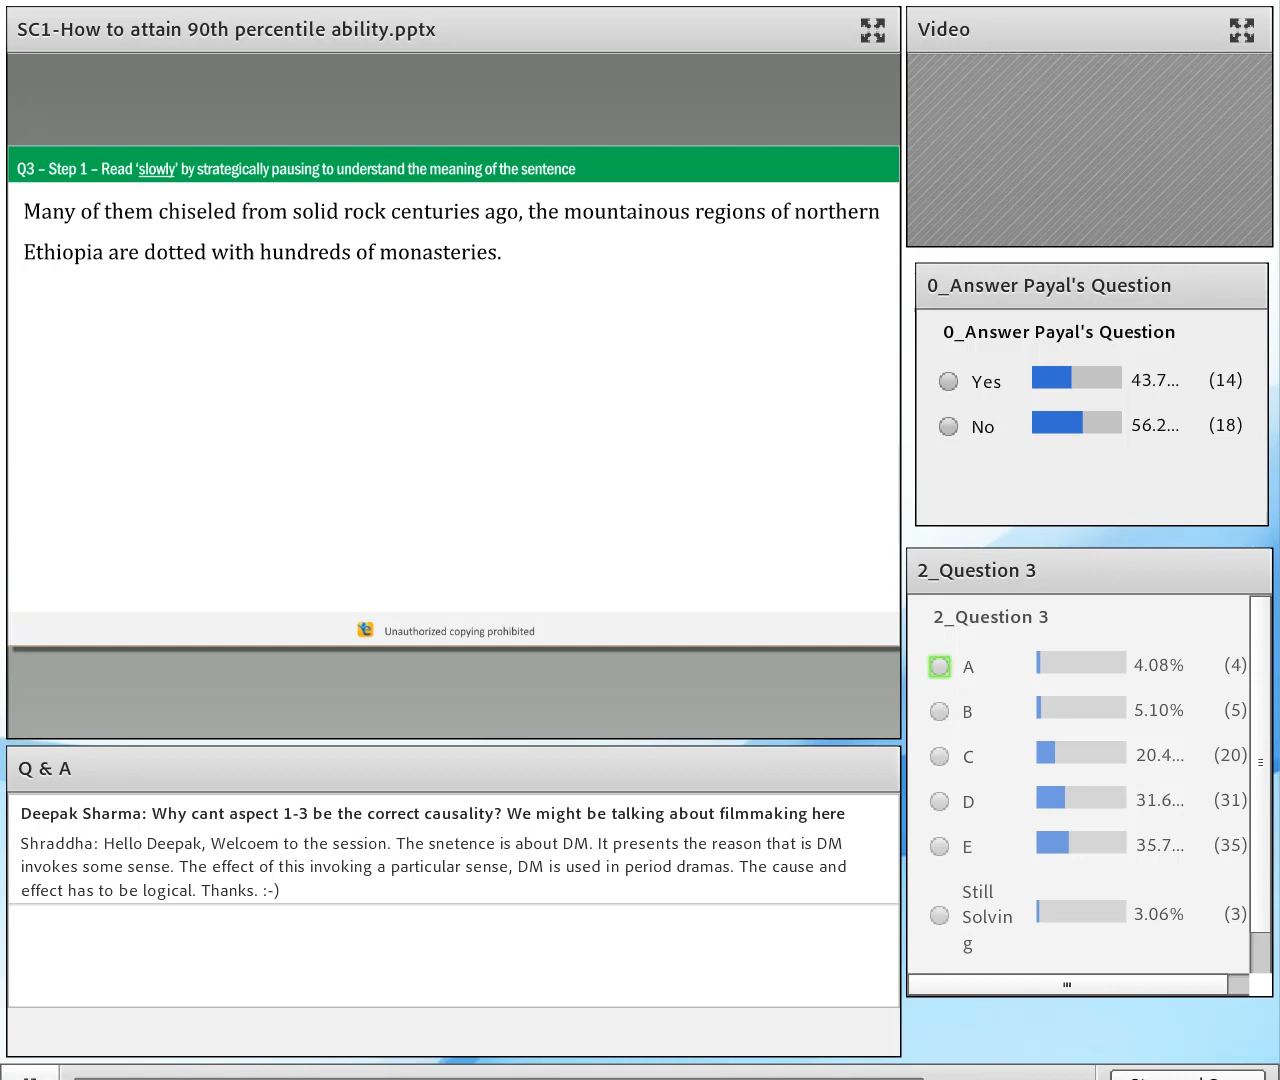 SC1-How to attain 90th percentile ability.pptx
Q3 – Step 1 – Read ‘slowly’ by strategically pausing to understand the meaning of the sentence
Many of them chiseled from solid rock centuries ago, the mountainous regions of northern
Ethiopia are dotted with hundreds of monasteries.
Unauthorized copying prohibited
Q & A
Deepak Sharma: Why cant aspect 1-3 be the correct causality? We might be talking about filmmaking here
Shraddha: Hello Deepak, Welcoem to the session. The snetence is about DM. It presents the reason that is DM
invokes some sense. The effect of this invoking a particular sense, DM is used in period dramas. The cause and
effect has to be logical. Thanks. :-)
Video
0_Answer Payal's Question
0_Answer Payal's Question
Yes 43.7... (14)
No 56.2... (18)
2_Question 3
2_Question 3
A 4.08% (4)
B 5.10% (5)
C 20.4... (20)
D 31.6... (31)
E 35.7... (35)
Still
Solvin 3.06% (3)
g